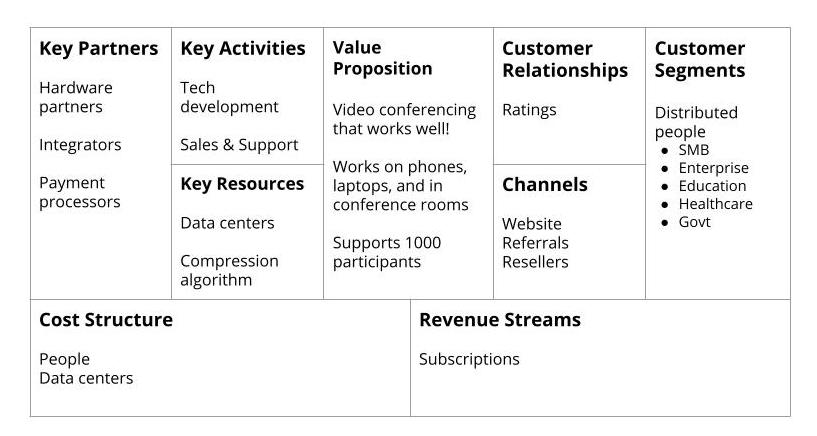 Key Partners
Hardware
partners
Integrators
Payment
processors
Key Activities
Tech
development
Sales & Support
Key Resources
Data centers
Compression
algorithm
Value
Proposition
Video conferencing
that works well!
Works on phones,
laptops, and in
conference rooms
Supports 1000
participants
Customer
Relationships
Ratings
Channels
Website
Referrals
Resellers
Customer
Segments
Distributed
people
● SMB
● Enterprise
● Education
● Healthcare
● Govt
Cost Structure
People
Data centers
Revenue Streams
Subscriptions